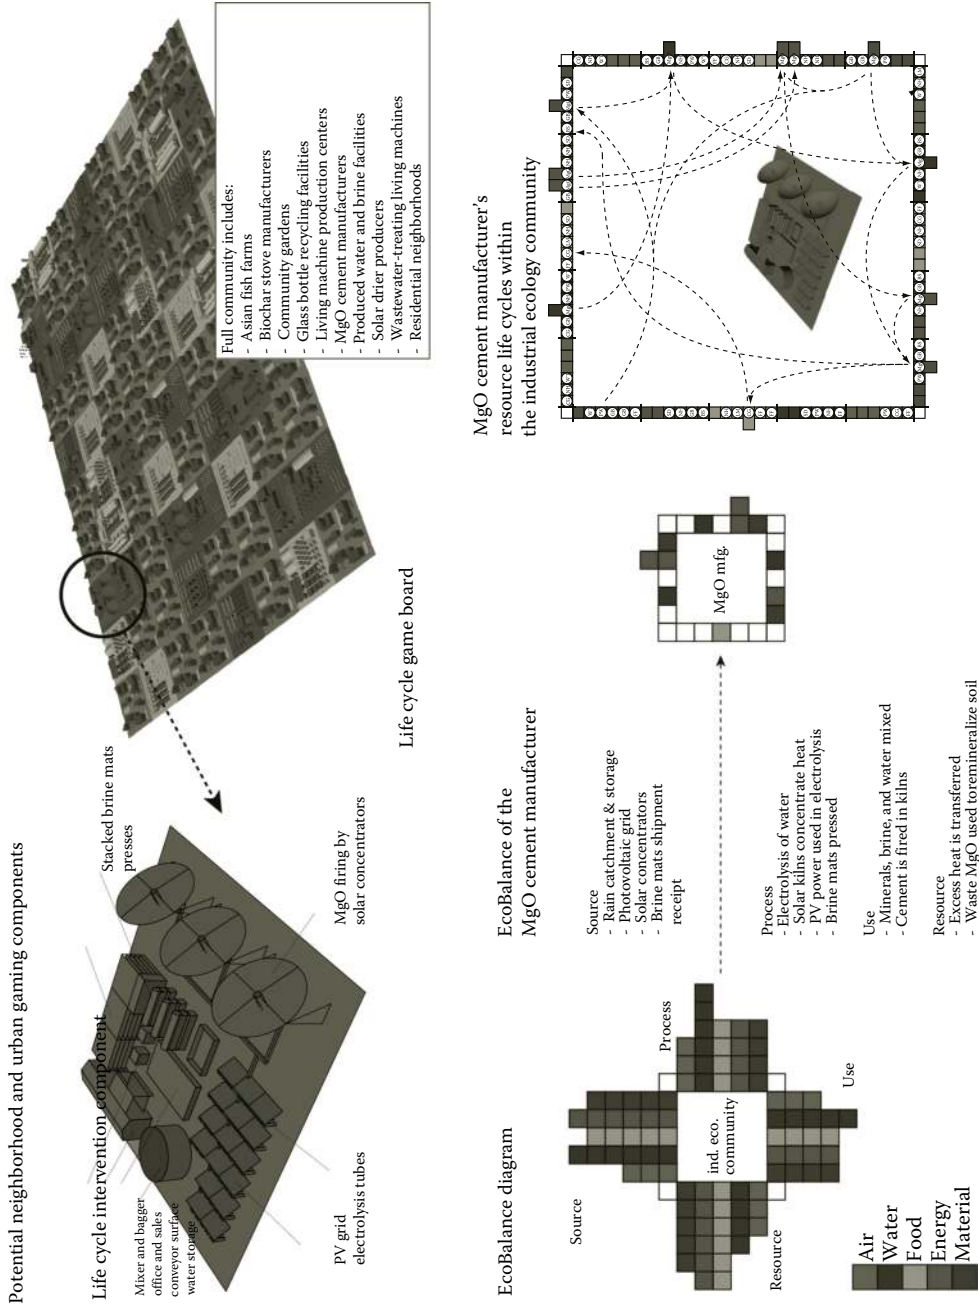 Potential neighborhood and urban gaming components
Life cycle intervention component
Stacked brine mats
presses
Mixer and bagger
office and sales
conveyor surface
water storage
PV grid
electrolysis tubes
MgO firing by
solar concentrators
Life cycle game board
Full community includes:
- Asian fish farms
- Biochar stove manufacturers
- Community gardens
- Glass bottle recycling facilities
- Living machine production centers
- MgO cement manufacturers
- Produced water and brine facilities
- Solar drier producers
- Wastewater-treating living machines
- Residential neighborhoods
EcoBalance diagram
Source
Process
ind. eco.
community
Resource
Use
Air
Water
Food
Energy
Material
EcoBalance of the
MgO cement manufacturer
Source
- Rain catchment & storage
- Photovoltaic grid
- Solar concentrators
- Brine mats shipment
receipt
Process
- Electrolysis of water
- Solar kilns concentrate heat
- PV power used in electrolysis
- Brine mats pressed
Use
- Minerals, brine, and water mixed
- Cement is fired in kilns
Resource
- Excess heat is transferred
- Waste MgO used toremineralize soil
MgO mfg.
MgO cement manufacturer's
resource life cycles within
the industrial ecology community